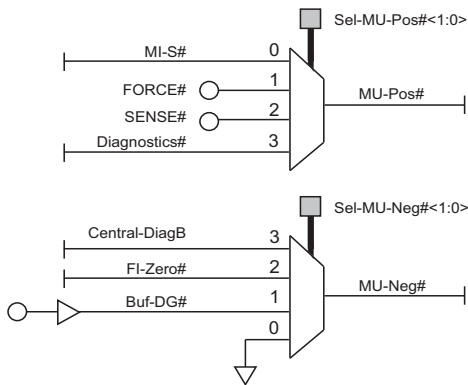 Sel-MU-Pos#<1:0>
MI-S# 0
FORCE# 1
MU-Pos#
SENSE# 2
Diagnostics# 3
Sel-MU-Neg#<1:0>
Central-DiagB 3
FI-Zero# 2
MU-Neg#
Buf-DG# 1
0